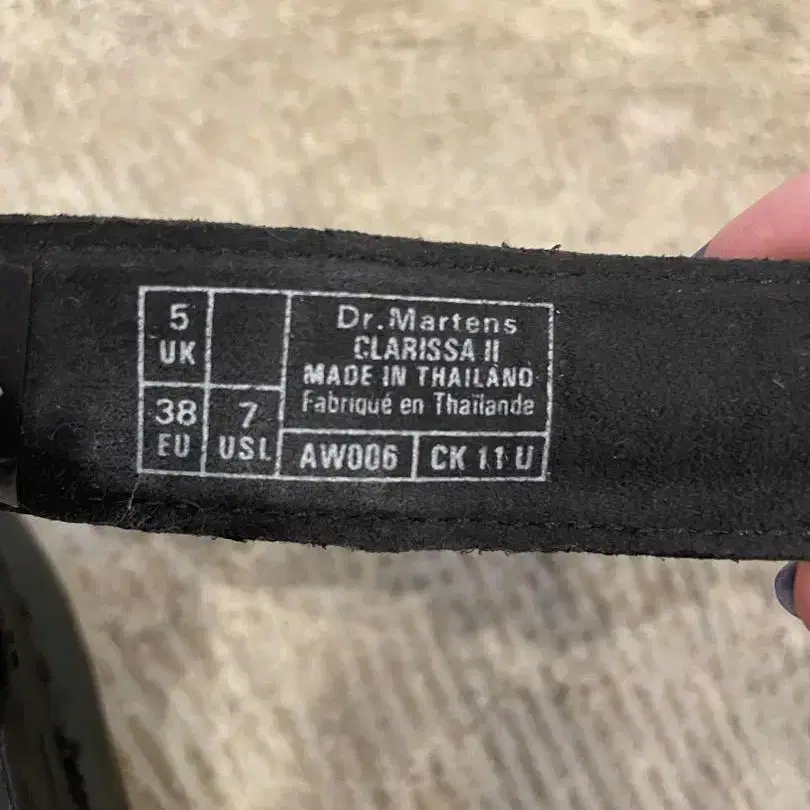 5
UK
38
EU
7
USL
Dr. Martens
CLARISSA II
MADE IN THAILAND
Fabriqué en Thaïlande
AW006
CK 11 U